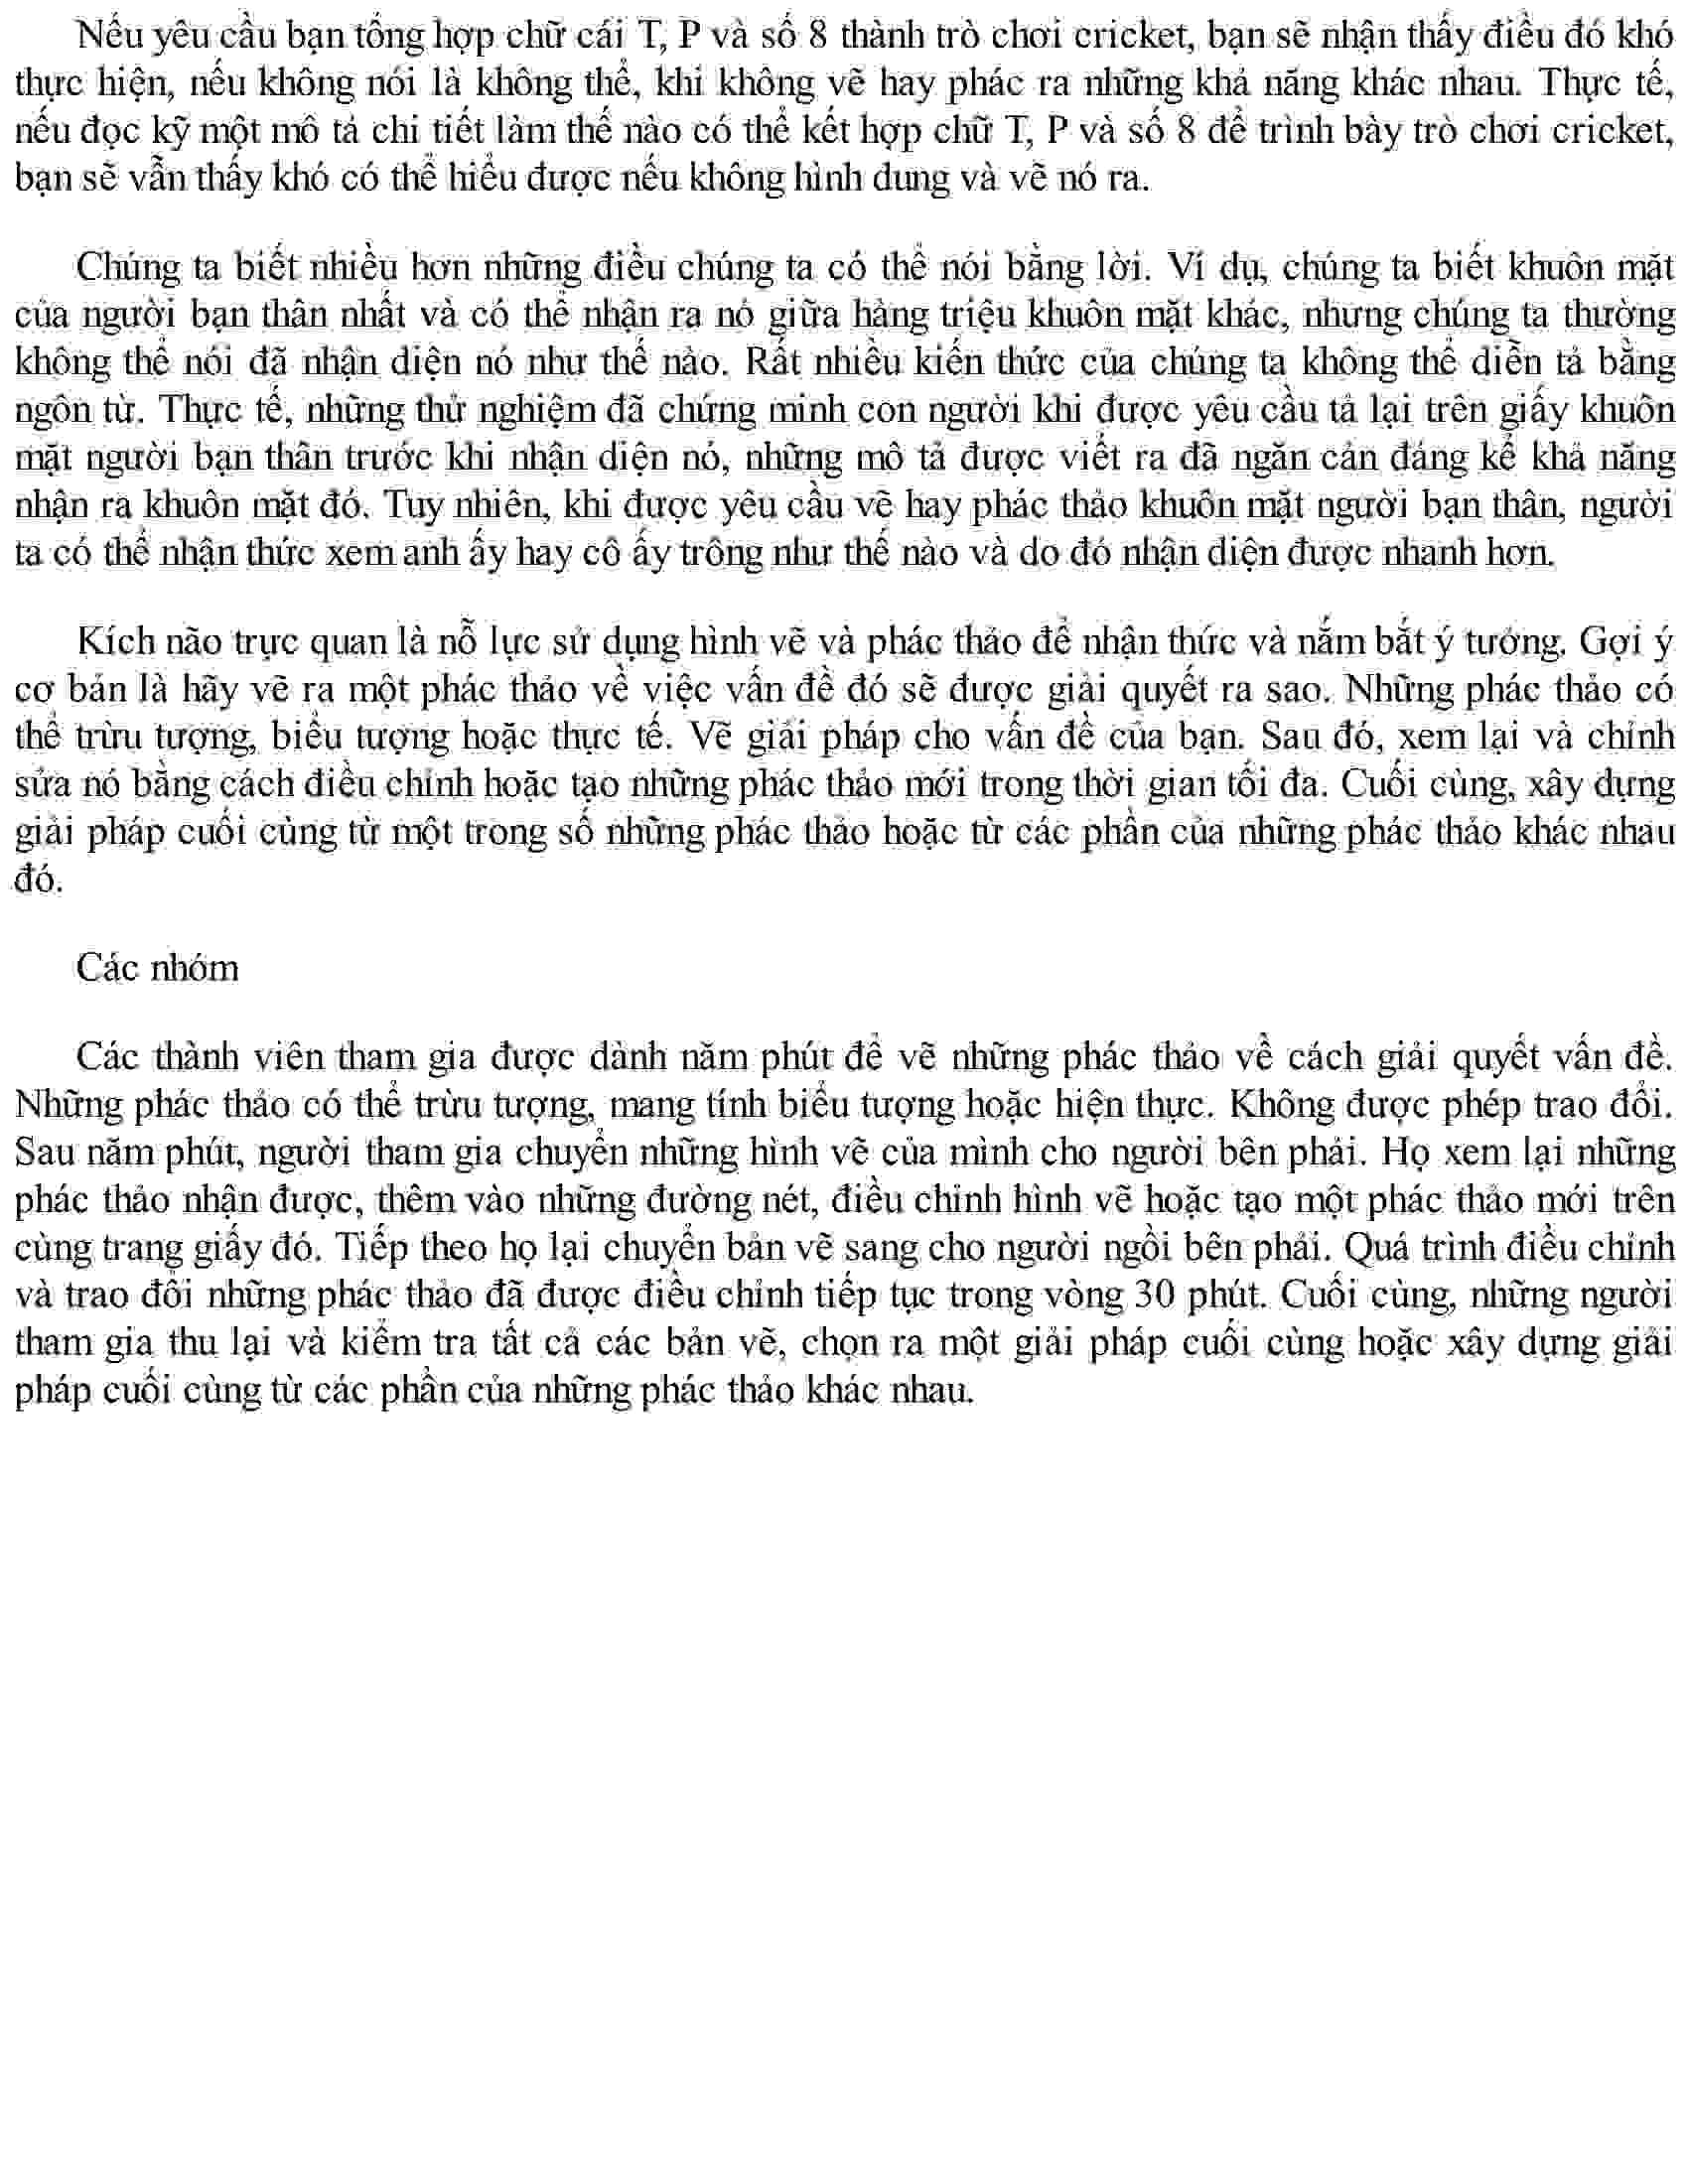 Nếu yêu cầu bạn tổng hợp chữ cái T, P và số 8 thành trò chơi cricket, bạn sẽ nhận thấy điều đó khó
thực hiện, nếu không nói là không thể, khi không vẽ hay phác ra những khả năng khác nhau. Thực tế,
nếu đọc kỹ một mô tả chi tiết làm thế nào có thể kết hợp chữ T, P và số 8 để trình bày trò chơi cricket,
bạn sẽ vẫn thấy khó có thể hiểu được nếu không hình dung và vẽ nó ra.
Chúng ta biết nhiều hơn những điều chúng ta có thể nói bằng lời. Ví dụ, chúng ta biết khuôn mặt
của người bạn thân nhất và có thể nhận ra nó giữa hàng triệu khuôn mặt khác, nhưng chúng ta thường
không thể nói đã nhận diện nó như thế nào. Rất nhiều kiến thức của chúng ta không thể diễn tả bằng
ngôn từ. Thực tế, những thử nghiệm đã chứng minh con người khi được yêu cầu tả lại trên giấy khuôn
mặt người bạn thân trước khi nhận diện nó, những mô tả được viết ra đã ngăn cản đáng kể khả năng
nhận ra khuôn mặt đó. Tuy nhiên, khi được yêu cầu vẽ hay phác thảo khuôn mặt người bạn thân, người
ta có thể nhận thức xem anh ấy hay cô ấy trông như thế nào và do đó nhận diện được nhanh hơn.
Kích não trực quan là nỗ lực sử dụng hình vẽ và phác thảo để nhận thức và nắm bắt ý tưởng. Gợi ý
cơ bản là hãy vẽ ra một phác thảo về việc vấn đề đó sẽ được giải quyết ra sao. Những phác thảo có
thể trừu tượng, biểu tượng hoặc thực tế. Vẽ giải pháp cho vấn đề của bạn. Sau đó, xem lại và chỉnh
sửa nó bằng cách điều chỉnh hoặc tạo những phác thảo mới trong thời gian tối đa. Cuối cùng, xây dựng
giải pháp cuối cùng từ một trong số những phác thảo hoặc từ các phần của những phác thảo khác nhau
đó.
Các nhóm
Các thành viên tham gia được dành năm phút để vẽ những phác thảo về cách giải quyết vấn đề.
Những phác thảo có thể trừu tượng, mang tính biểu tượng hoặc hiện thực. Không được phép trao đổi.
Sau năm phút, người tham gia chuyển những hình vẽ của mình cho người bên phải. Họ xem lại những
phác thảo nhận được, thêm vào những đường nét, điều chỉnh hình vẽ hoặc tạo một phác thảo mới trên
cùng trang giấy đó. Tiếp theo họ lại chuyển bản vẽ sang cho người ngồi bên phải. Quá trình điều chỉnh
và trao đổi những phác thảo đã được điều chỉnh tiếp tục trong vòng 30 phút. Cuối cùng, những người
tham gia thu lại và kiểm tra tất cả các bản vẽ, chọn ra một giải pháp cuối cùng hoặc xây dựng giải
pháp cuối cùng từ các phần của những phác thảo khác nhau.